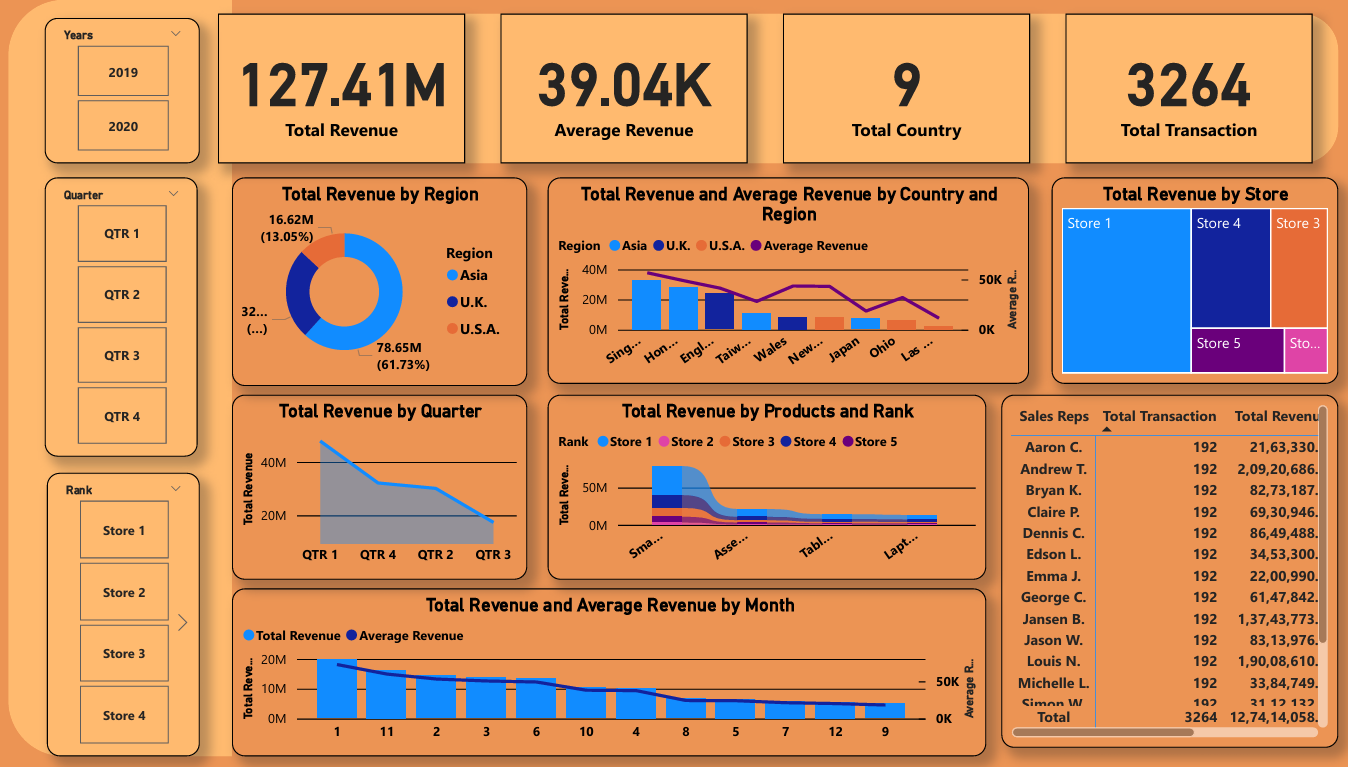 Years
2019
2020
127.41M
Total Revenue
39.04K
Average Revenue
9
Total Country
3264
Total Transaction
Quarter
QTR 1
QTR 2
QTR 3
QTR 4
Rank
Store 1
Store 2
Store 3
Store 4
Total Revenue by Region
16.62M
(13.05%)
32...
(...)
78.65M
(61.73%)
Region
Asia
U.K.
U.S.A.
Total Revenue and Average Revenue by Country and
Region
Region Asia U.K. U.S.A. Average Revenue
Total Reve...
40M
20M
0M
50K
0K
Average R...
Sing... Hon... Engl... Taiw... Wales New... Japan Ohio Las ...
Total Revenue by Store
Store 1
Store 4
Store 3
Store 5
Sto...
Total Revenue by Quarter
Total Revenue
40M
20M
QTR 1 QTR 4 QTR 2 QTR 3
Total Revenue by Products and Rank
Rank Store 1 Store 2 Store 3 Store 4 Store 5
Total Reve...
50M
0M
Sma... Asse... Tabl... Lapt...
Sales Reps Total Transaction Total Revenu
Aaron C. 192 21,63,330.
Andrew T. 192 2,09,20,686.
Bryan K. 192 82,73,187.
Claire P. 192 69,30,946.
Dennis C. 192 86,49,488.
Edson L. 192 34,53,300.
Emma J. 192 22,00,990.
George C. 192 61,47,842.
Jansen B. 192 1,37,43,773.
Jason W. 192 83,13,976.
Louis N. 192 1,90,08,610.
Michelle L. 192 33,84,749.
Simon W. 192 31,12,132.
Total 3264 12,74,14,058.
Total Revenue and Average Revenue by Month
Total Revenue Average Revenue
Total Reve...
20M
10M
0M
50K
0K
Average R...
1 11 2 3 6 10 4 8 5 7 12 9